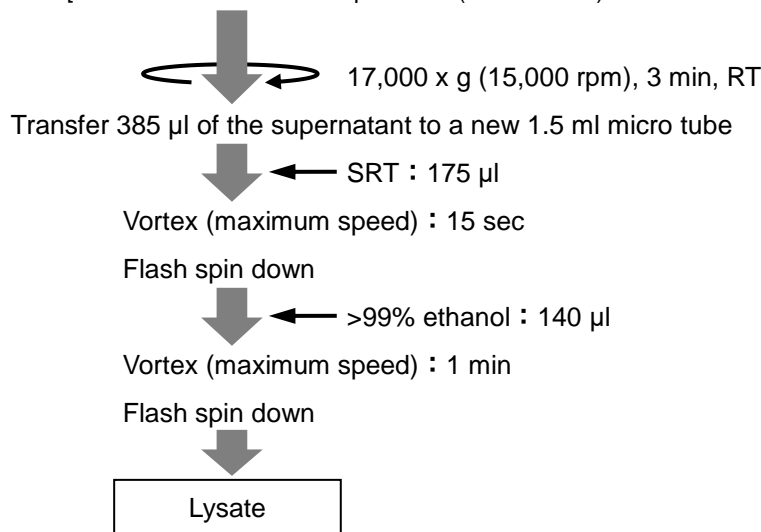 17,000 x g (15,000 rpm), 3 min, RT
Transfer 385 µl of the supernatant to a new 1.5 ml micro tube
SRT：175 µl
Vortex (maximum speed)：15 sec
Flash spin down
>99% ethanol：140 µl
Vortex (maximum speed)：1 min
Flash spin down
Lysate